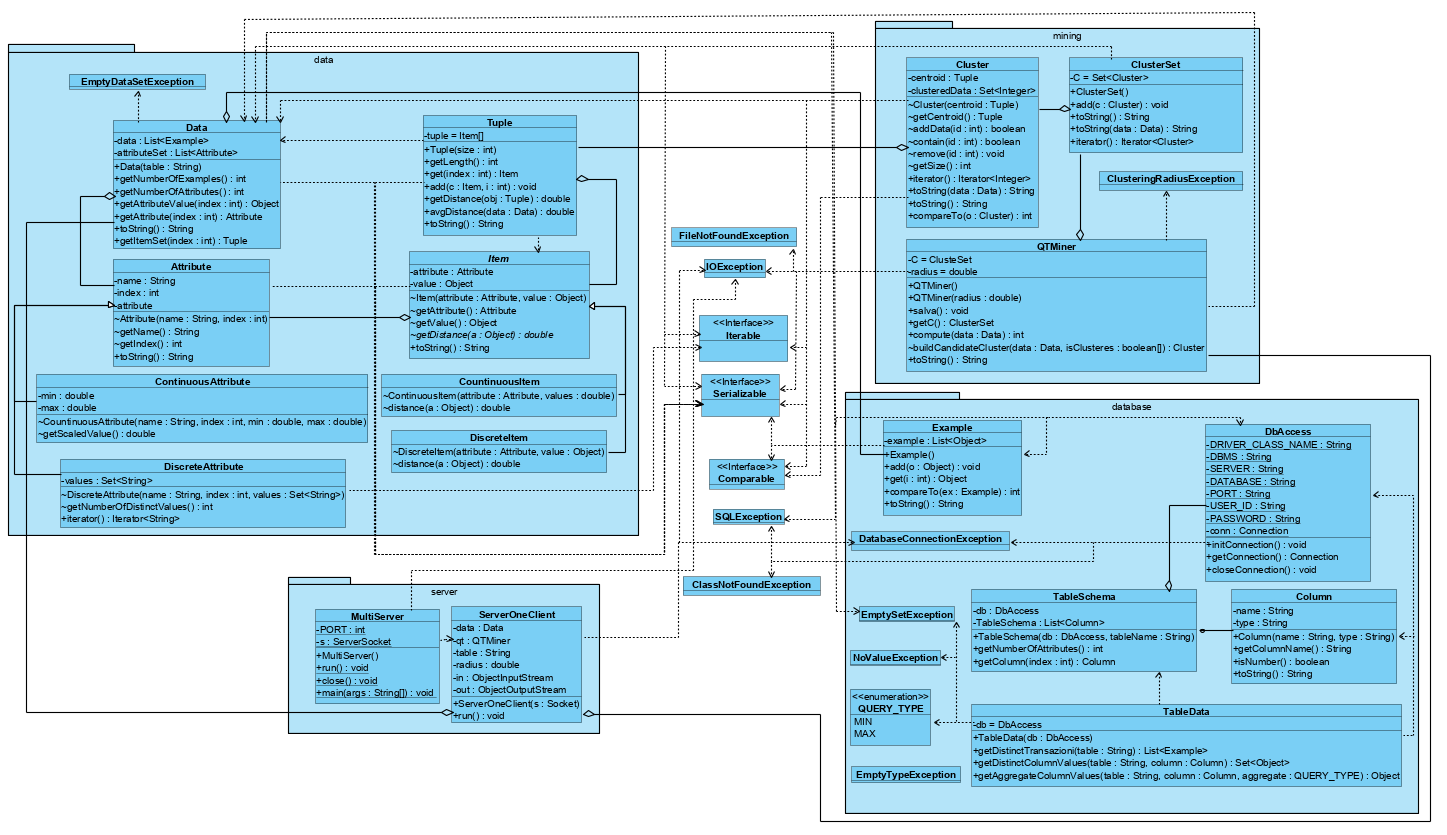 data
EmptyDataSetException
Data
-data : List<Example>
-attributeSet : List<Attribute>
+Data(table : String)
+getNumberOfExamples() : int
+getNumberOfAttributes() : int
+getAttributeValue(index : int) : Object
+getAttribute(index : int) : Attribute
+toString() : String
+getItemSet(index : int) : Tuple
Tuple
-tuple = Item[]
+Tuple(size : int)
+getLength() : int
+get(index : int) : Item
+add(c : Item, i : int) : void
+getDistance(obj : Tuple) : double
+avgDistance(data : Data) : double
+toString() : String
Attribute
-name : String
-index : int
-attribute
~Attribute(name : String, index : int)
~getName() : String
~getIndex() : int
+toString() : String
Item
-attribute : Attribute
-value : Object
~Item(attribute : Attribute, value : Object)
~getAttribute() : Attribute
~getValue() : Object
~getDistance(a : Object) : double
+toString() : String
ContinuousAttribute
-min : double
-max : double
~CountinuousAttribute(name : String, index : int, min : double, max : double)
~getScaledValue() : double
CountinuousItem
~ContinuousItem(attribute : Attribute, values : double)
~distance(a : Object) : double
DiscreteItem
~DiscreteItem(attribute : Attribute, value : Object)
~distance(a : Object) : double
DiscreteAttribute
-values : Set<String>
~DiscreteAttribute(name : String, index : int, values : Set<String>)
~getNumberOfDistinctValues() : int
+iterator() : Iterator<String>
mining
Cluster
-centroid : Tuple
-clusteredData : Set<Integer>
~Cluster(centroid : Tuple)
~getCentroid() : Tuple
~addData(id : int) : boolean
~contain(id : int) : boolean
~remove(id : int) : void
~getSize() : int
+iterator() : Iterator<Integer>
+toString(data : Data) : String
+toString() : String
+compareTo(o : Cluster) : int
ClusterSet
-C = Set<Cluster>
+ClusterSet()
+add(c : Cluster) : void
+toString() : String
+toString(data : Data) : String
+iterator() : Iterator<Cluster>
ClusteringRadiusException
QTMiner
-C = ClusteSet
~radius = double
+QTMiner()
+QTMiner(radius : double)
+salva() : void
+getC() : ClusterSet
+compute(data : Data) : int
~buildCandidateCluster(data : Data, isClusteres : boolean[]) : Cluster
+toString() : String
FileNotFoundException
IOException
<<Interface>>
Iterable
<<Interface>>
Serializable
<<Interface>>
Comparable
SQLException
ClassNotFoundException
database
Example
-example : List<Object>
+Example()
+add(o : Object) : void
+get(i : int) : Object
+compareTo(ex : Example) : int
+toString() : String
DbAccess
-DRIVER_CLASS_NAME : String
-DBMS : String
-SERVER : String
-DATABASE : String
-PORT : String
-USER_ID : String
-PASSWORD : String
-conn : Connection
+initConnection() : void
+getConnection() : Connection
+closeConnection() : void
DatabaseConnectionException
EmptySetException
NoValueException
<<enumeration>>
QUERY_TYPE
MIN
MAX
EmptyTypeException
TableSchema
-db : DbAccess
-TableSchema : List<Column>
+TableSchema(db : DbAccess, tableName : String)
+getNumberOfAttributes() : int
+getColumn(index : int) : Column
Column
-name : String
-type : String
+Column(name : String, type : String)
+getColumnName() : String
+isNumber() : boolean
+toString() : String
TableData
-db = DbAccess
+TableData(db : DbAccess)
+getDistinctTransazioni(table : String) : List<Example>
+getDistinctColumnValues(table : String, column : Column) : Set<Object>
+getAggregateColumnValues(table : String, column : Column, aggregate : QUERY_TYPE) : Object
server
MultiServer
-PORT : int
-s : ServerSocket
+MultiServer()
+run() : void
+close() : void
+main(args : String[]) : void
ServerOneClient
-data : Data
-qt : QTMiner
-table : String
-radius : double
-in : ObjectInputStream
-out : ObjectOutputStream
+ServerOneClient(s : Socket)
+run() : void